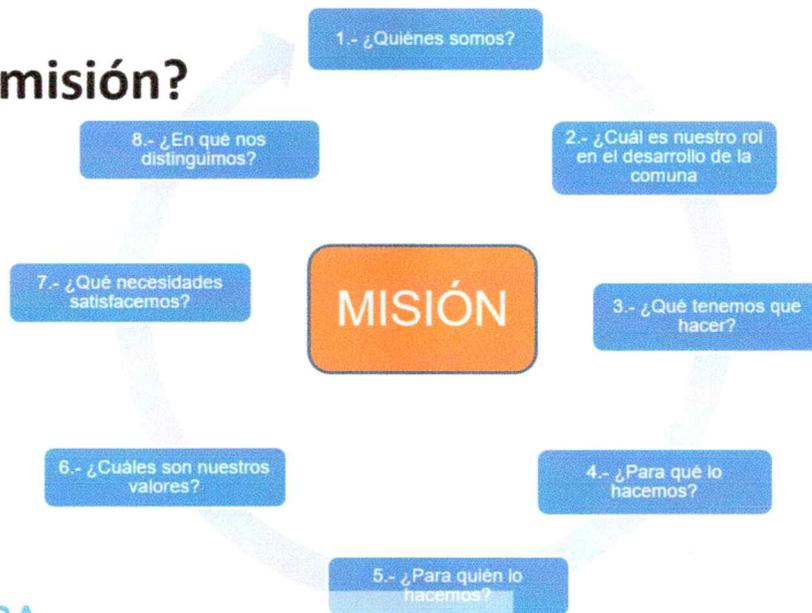 misión?
1.- ¿Quiénes somos?
2.- ¿Cuál es nuestro rol
en el desarrollo de la
comuna
3.- ¿Qué tenemos que
hacer?
4.- ¿Para qué lo
hacemos?
5.- ¿Para quién lo
hacemos?
6.- ¿Cuáles son nuestros
valores?
7.- ¿Qué necesidades
satisfacemos?
8.- ¿En qué nos
distinguimos?
MISIÓN